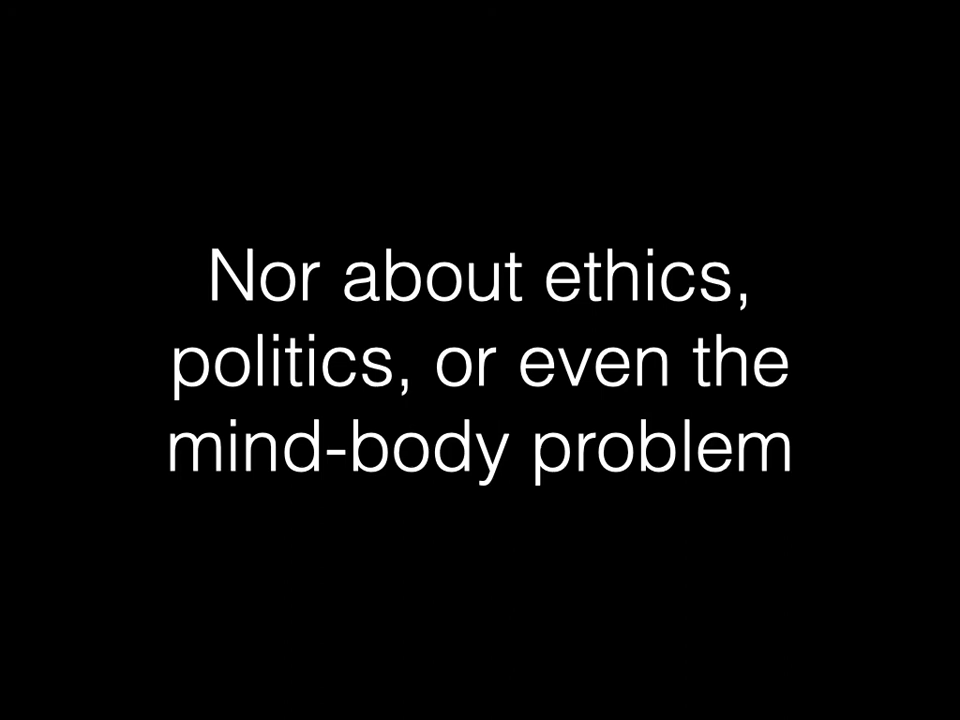 Nor about ethics,
politics, or even the
mind-body problem